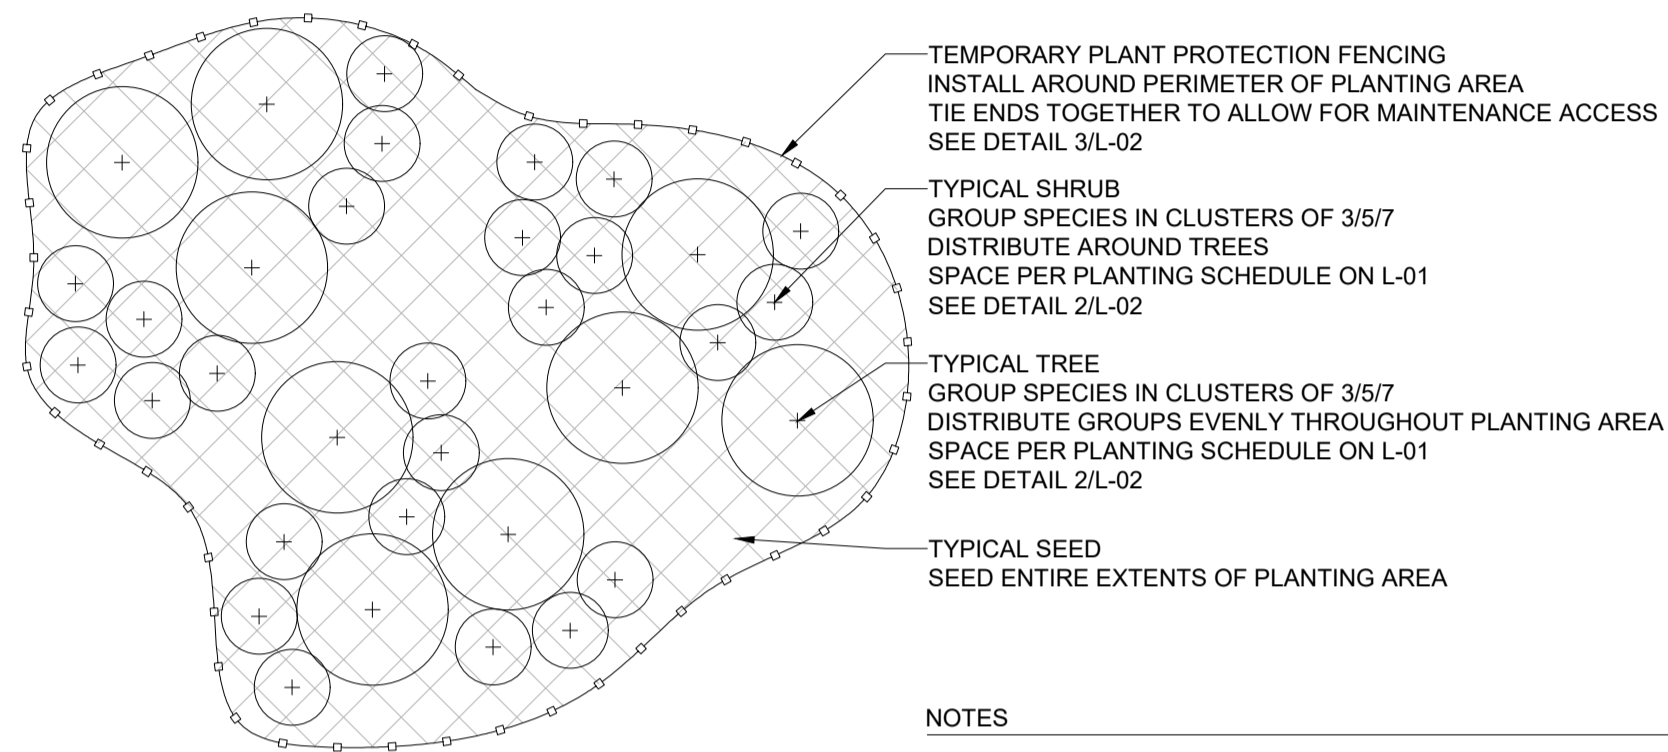 TEMPORARY PLANT PROTECTION FENCING
INSTALL AROUND PERIMETER OF PLANTING AREA
TIE ENDS TOGETHER TO ALLOW FOR MAINTENANCE ACCESS
SEE DETAIL 3/L-02
TYPICAL SHRUB
GROUP SPECIES IN CLUSTERS OF 3/5/7
DISTRIBUTE AROUND TREES
SPACE PER PLANTING SCHEDULE ON L-01
SEE DETAIL 2/L-02
TYPICAL TREE
GROUP SPECIES IN CLUSTERS OF 3/5/7
DISTRIBUTE GROUPS EVENLY THROUGHOUT PLANTING AREA
SPACE PER PLANTING SCHEDULE ON L-01
SEE DETAIL 2/L-02
TYPICAL SEED
SEED ENTIRE EXTENTS OF PLANTING AREA
NOTES